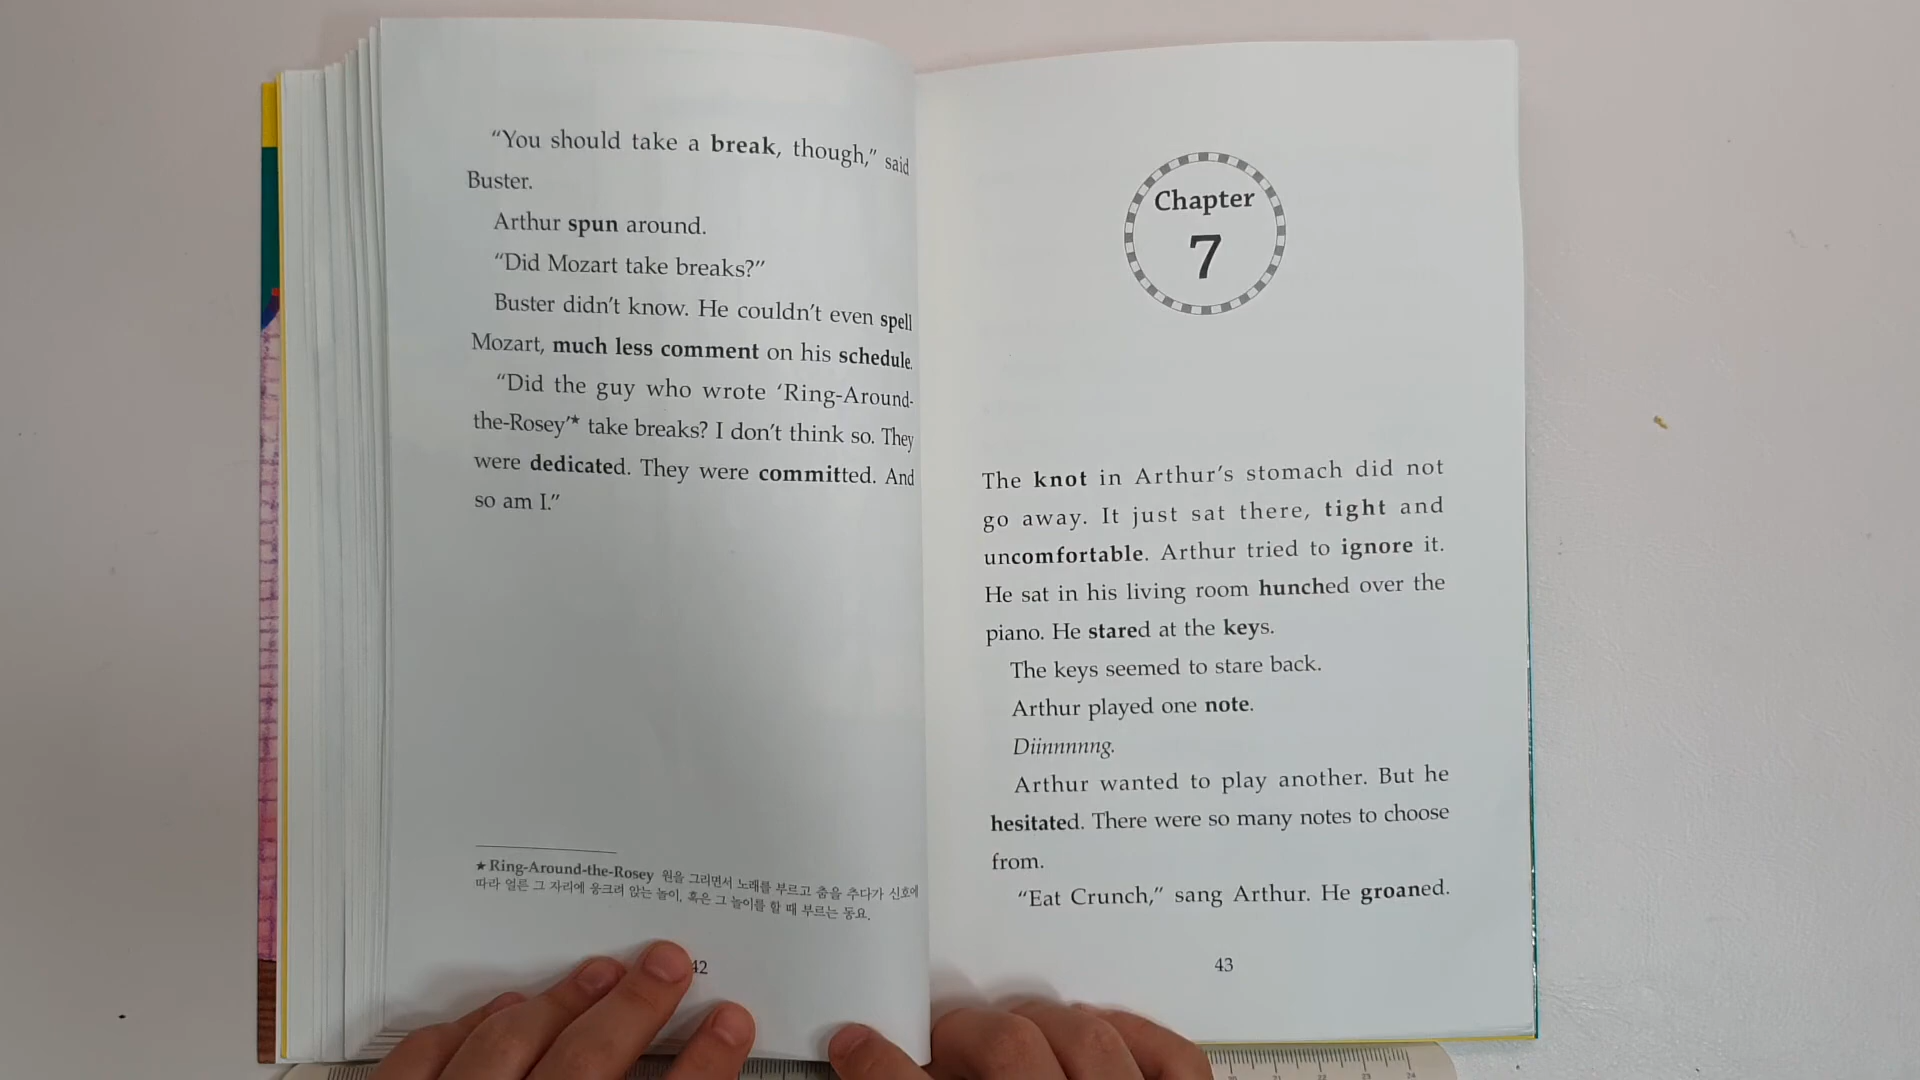 “You should take a break, though,” said
Buster.
Arthur spun around.
“Did Mozart take breaks?”
Buster didn’t know. He couldn’t even spell
Mozart, much less comment on his schedule.
“Did the guy who wrote ‘Ring-Around-
the-Rosey’★ take breaks? I don’t think so. They
were dedicated. They were committed. And
so am I.”
★ Ring-Around-the-Rosey 원을 그리면서 노래를 부르고 춤을 추다가 신호에
따라 얼른 그 자리에 웅크려 앉는 놀이, 혹은 그 놀이를 할 때 부르는 동요.
42
Chapter
7
The knot in Arthur’s stomach did not
go away. It just sat there, tight and
uncomfortable. Arthur tried to ignore it.
He sat in his living room hunched over the
piano. He stared at the keys.
The keys seemed to stare back.
Arthur played one note.
Diinnnnng.
Arthur wanted to play another. But he
hesitated. There were so many notes to choose
from.
“Eat Crunch,” sang Arthur. He groaned.
43
21
22
23
24